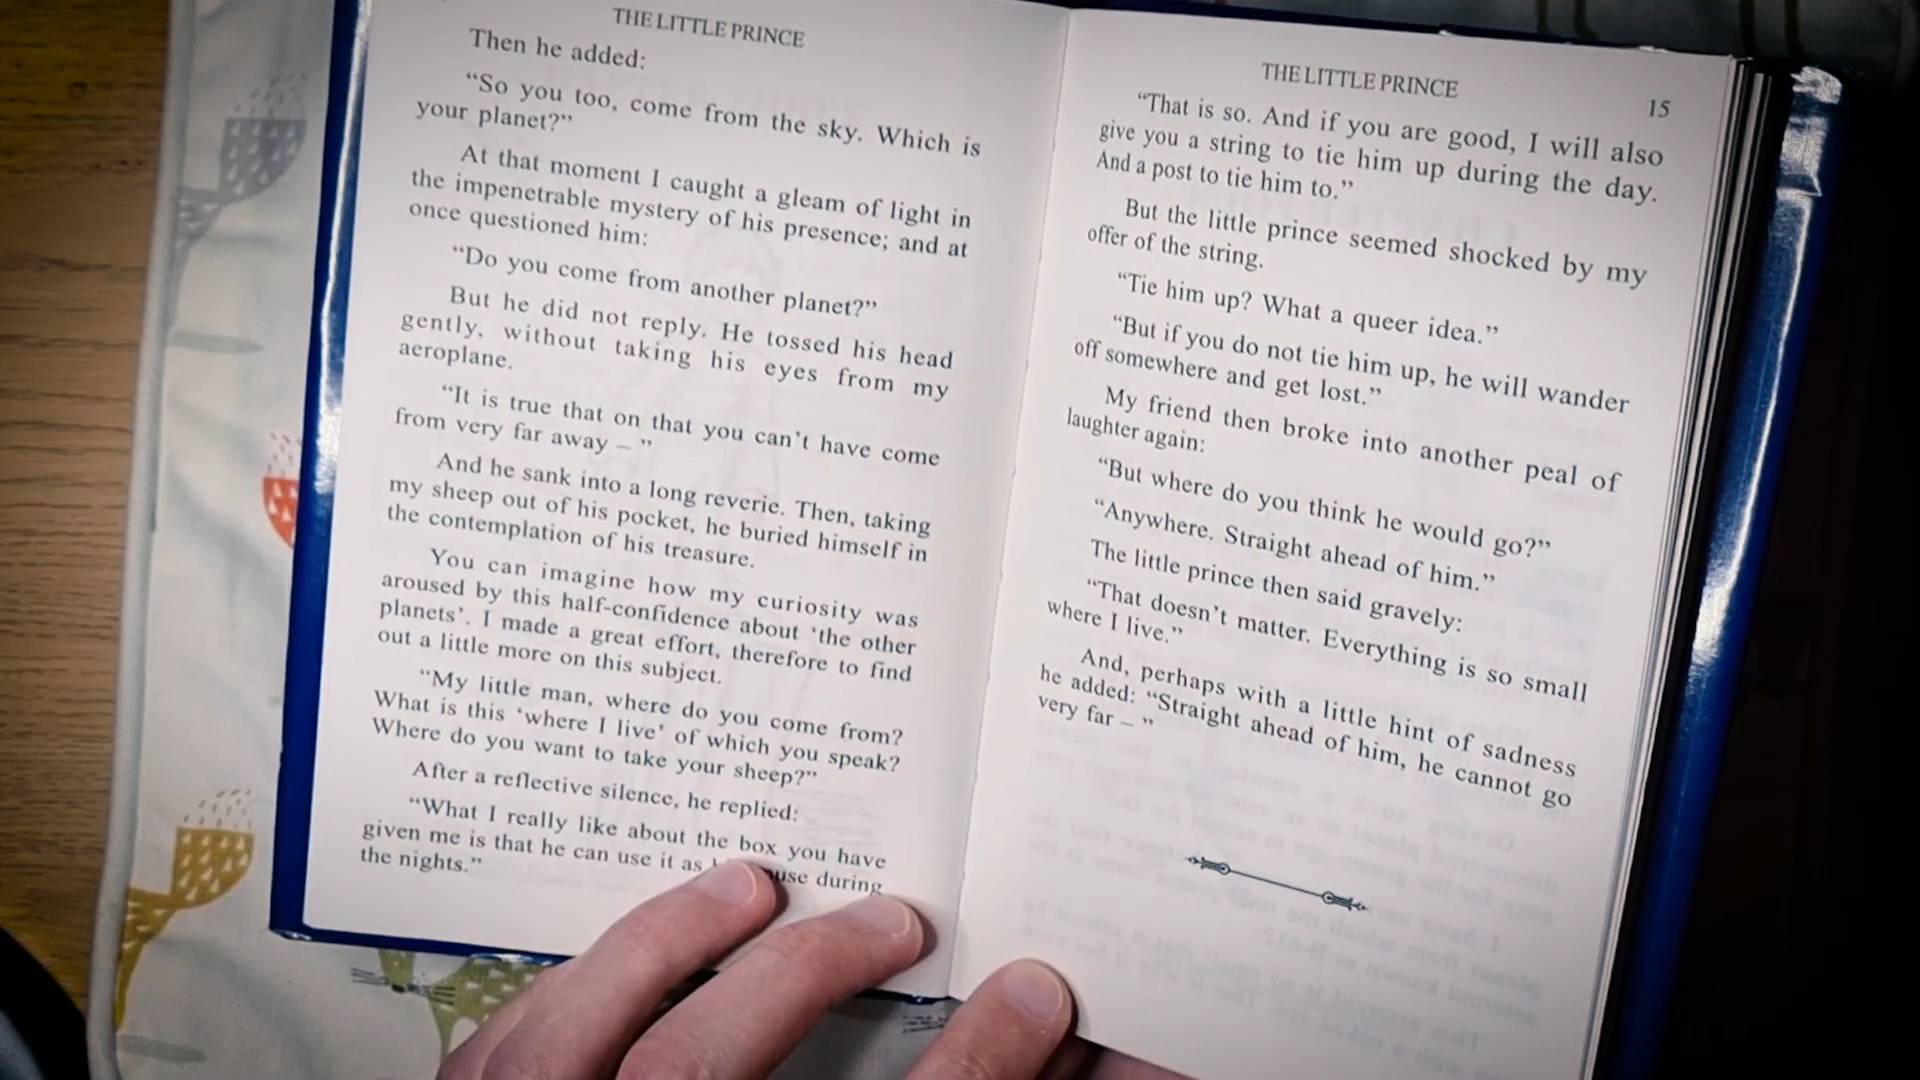 THE LITTLE PRINCE
Then he added:
“So you too, come from the sky. Which is
your planet?”
At that moment I caught a gleam of light in
the impenetrable mystery of his presence; and at
once questioned him:
“Do you come from another planet?”
But he did not reply. He tossed his head
gently, without taking his eyes from my
aeroplane.
“It is true that on that you can’t have come
from very far away – ”
And he sank into a long reverie. Then, taking
my sheep out of his pocket, he buried himself in
the contemplation of his treasure.
You can imagine how my curiosity was
aroused by this half-confidence about ‘the other
planets’. I made a great effort, therefore to find
out a little more on this subject.
“My little man, where do you come from?
What is this ‘where I live’ of which you speak?
Where do you want to take your sheep?”
After a reflective silence, he replied:
“What I really like about the box you have
given me is that he can use it as during
the nights.”
THE LITTLE PRINCE
15
“That is so. And if you are good, I will also
give you a string to tie him up during the day.
And a post to tie him to.”
But the little prince seemed shocked by my
offer of the string.
“Tie him up? What a queer idea.”
“But if you do not tie him up, he will wander
off somewhere and get lost.”
My friend then broke into another peal of
laughter again:
“But where do you think he would go?”
“Anywhere. Straight ahead of him.”
The little prince then said gravely:
“That doesn’t matter. Everything is so small
where I live.”
And, perhaps with a little hint of sadness
he added: “Straight ahead of him, he cannot go
very far – ”